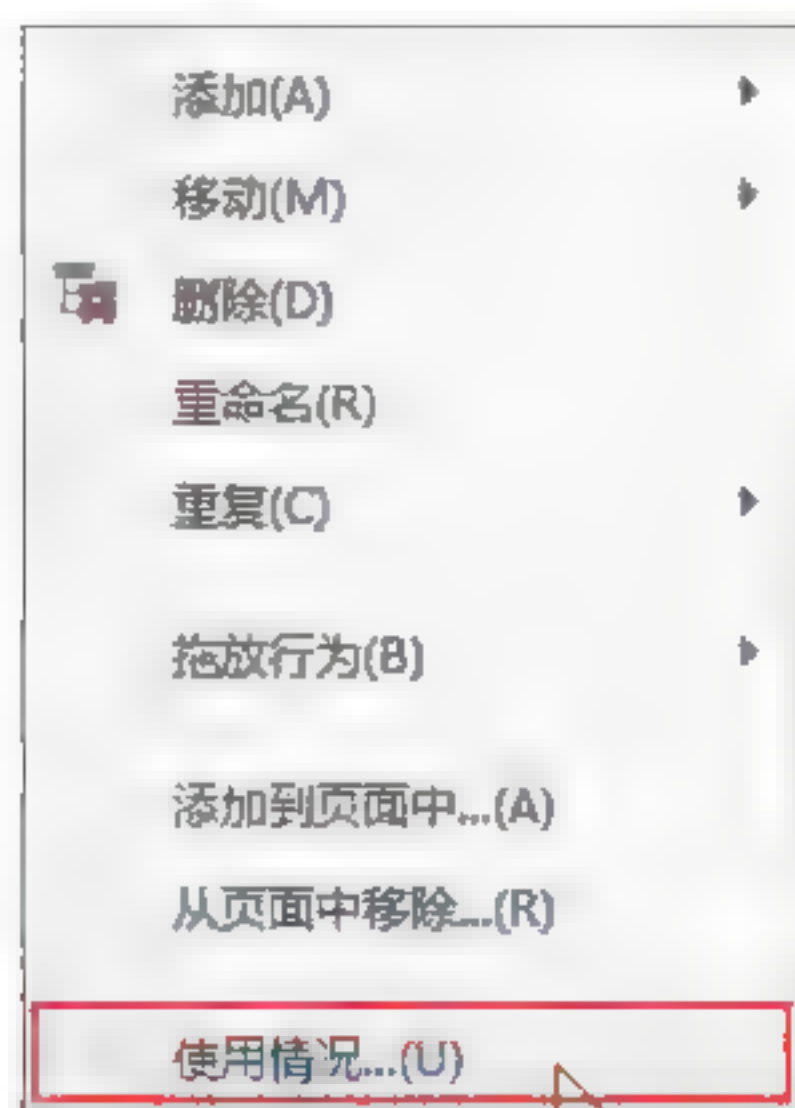 添加(A)
移动(M)
删除(D)
重命名(R)
重复(C)
拖放行为(B)
添加到页面中...(A)
从页面中移除...(R)
使用情况...(U)